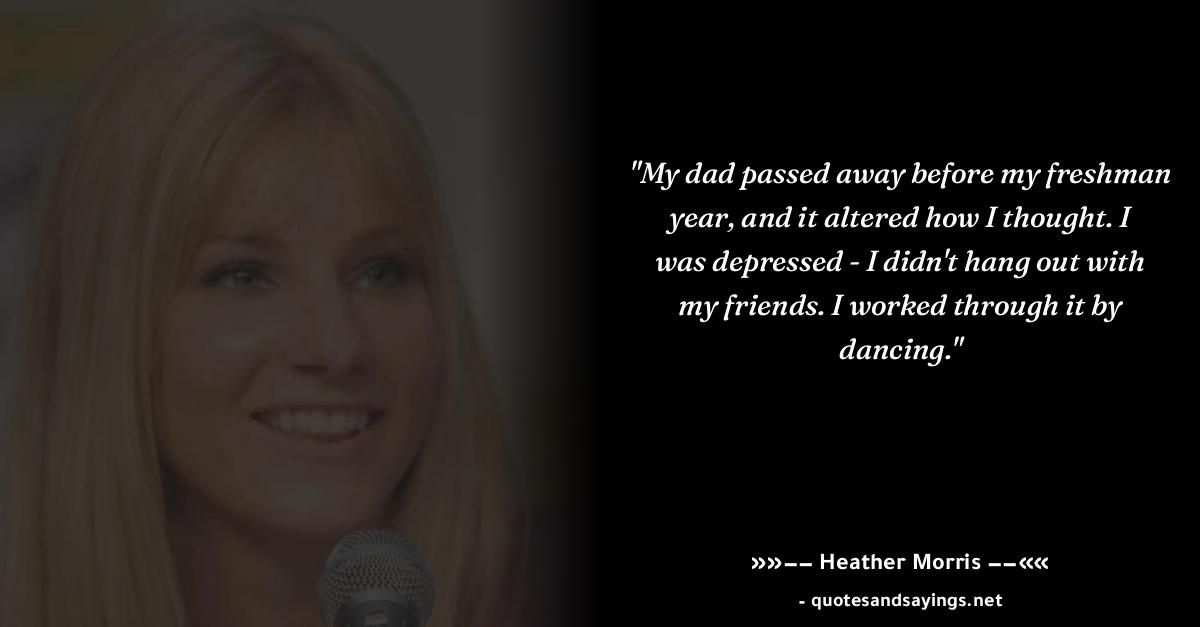 "My dad passed away before my freshman
year, and it altered how I thought. I
was depressed - I didn't hang out with
my friends. I worked through it by
dancing."
»»−− Heather Morris −−««
- quotesandsayings.net